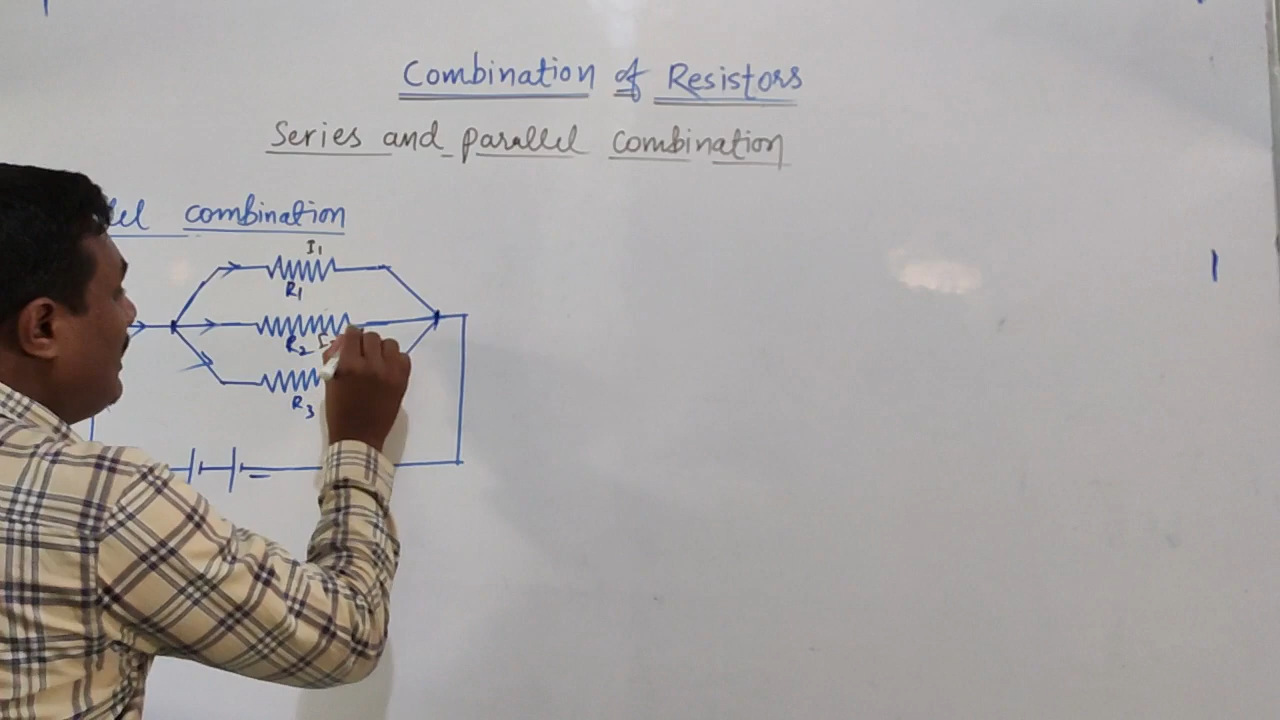 Combination of Resistors
Series and parallel combination
combination
I1
R1
R2
R3